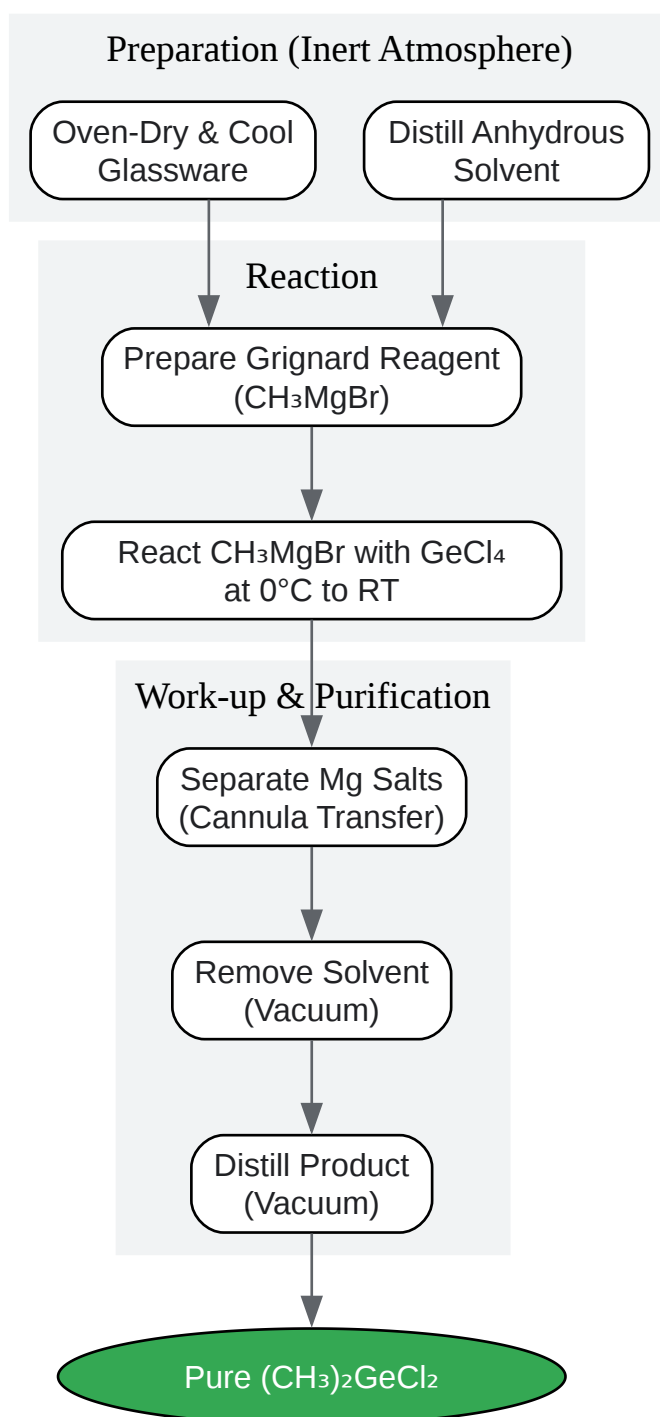 Preparation (Inert Atmosphere)
Oven-Dry & Cool
Glassware
Distill Anhydrous
Solvent
Reaction
Prepare Grignard Reagent
(CH₃MgBr)
React CH₃MgBr with GeCl₄
at 0°C to RT
Work-up & Purification
Separate Mg Salts
(Cannula Transfer)
Remove Solvent
(Vacuum)
Distill Product
(Vacuum)
Pure (CH₃)₂GeCl₂